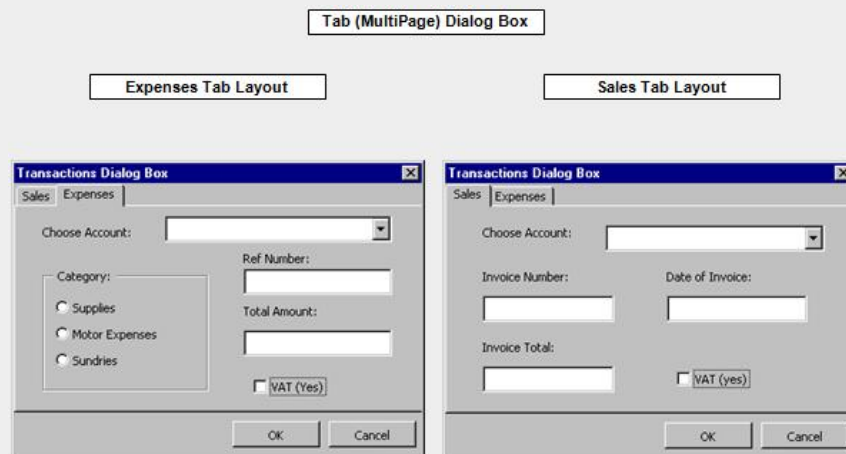 Tab (MultiPage) Dialog Box
Expenses Tab Layout
Sales Tab Layout
Transactions Dialog Box
Sales Expenses
Choose Account:
Category:
Supplies
Motor Expenses
Sundries
Ref Number:
Total Amount:
VAT (Yes)
OK Cancel
Transactions Dialog Box
Sales Expenses
Choose Account:
Invoice Number: Date of Invoice:
Invoice Total:
VAT (yes)
OK Cancel